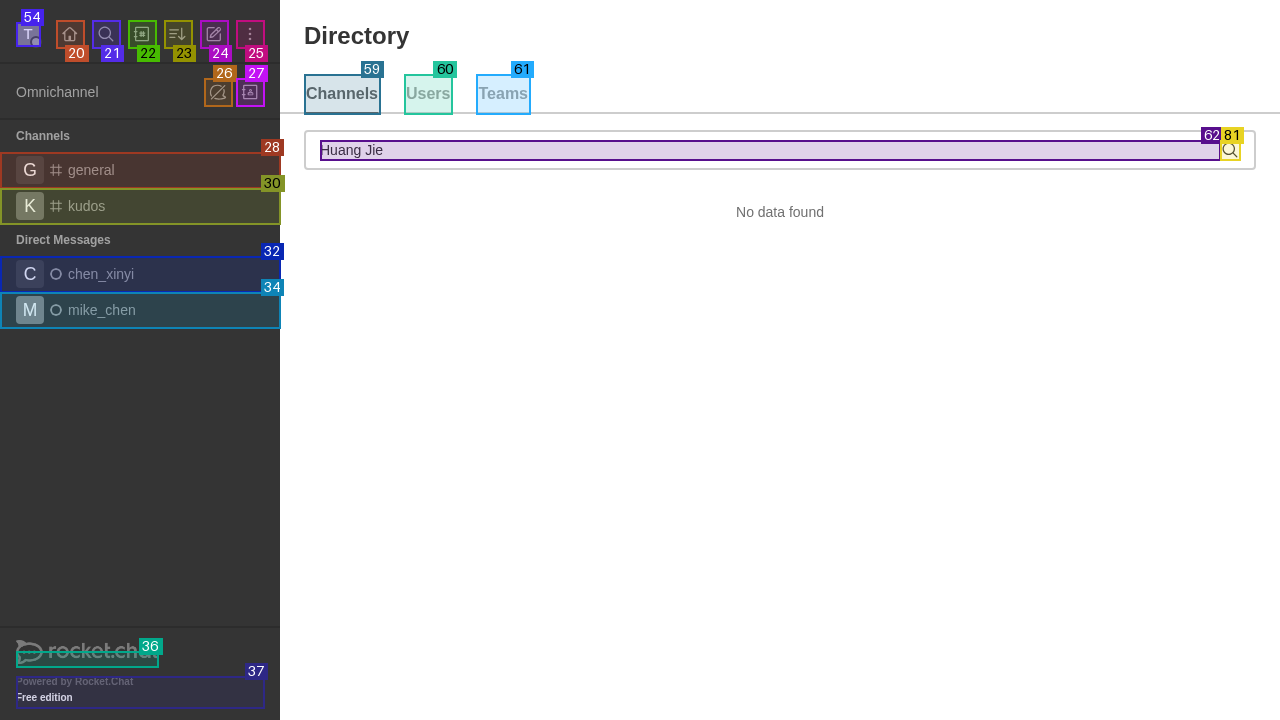 54
T
20
21
22
23
24
25
Omnichannel
26
27
Channels
28
G general
30
K kudos
Direct Messages
32
C chen_xinyi
34
M mike_chen
rocket.chat
36
37
Powered by Rocket.Chat
Free edition
Directory
59
60
61
Channels Users Teams
62
81
Huang Jie
No data found